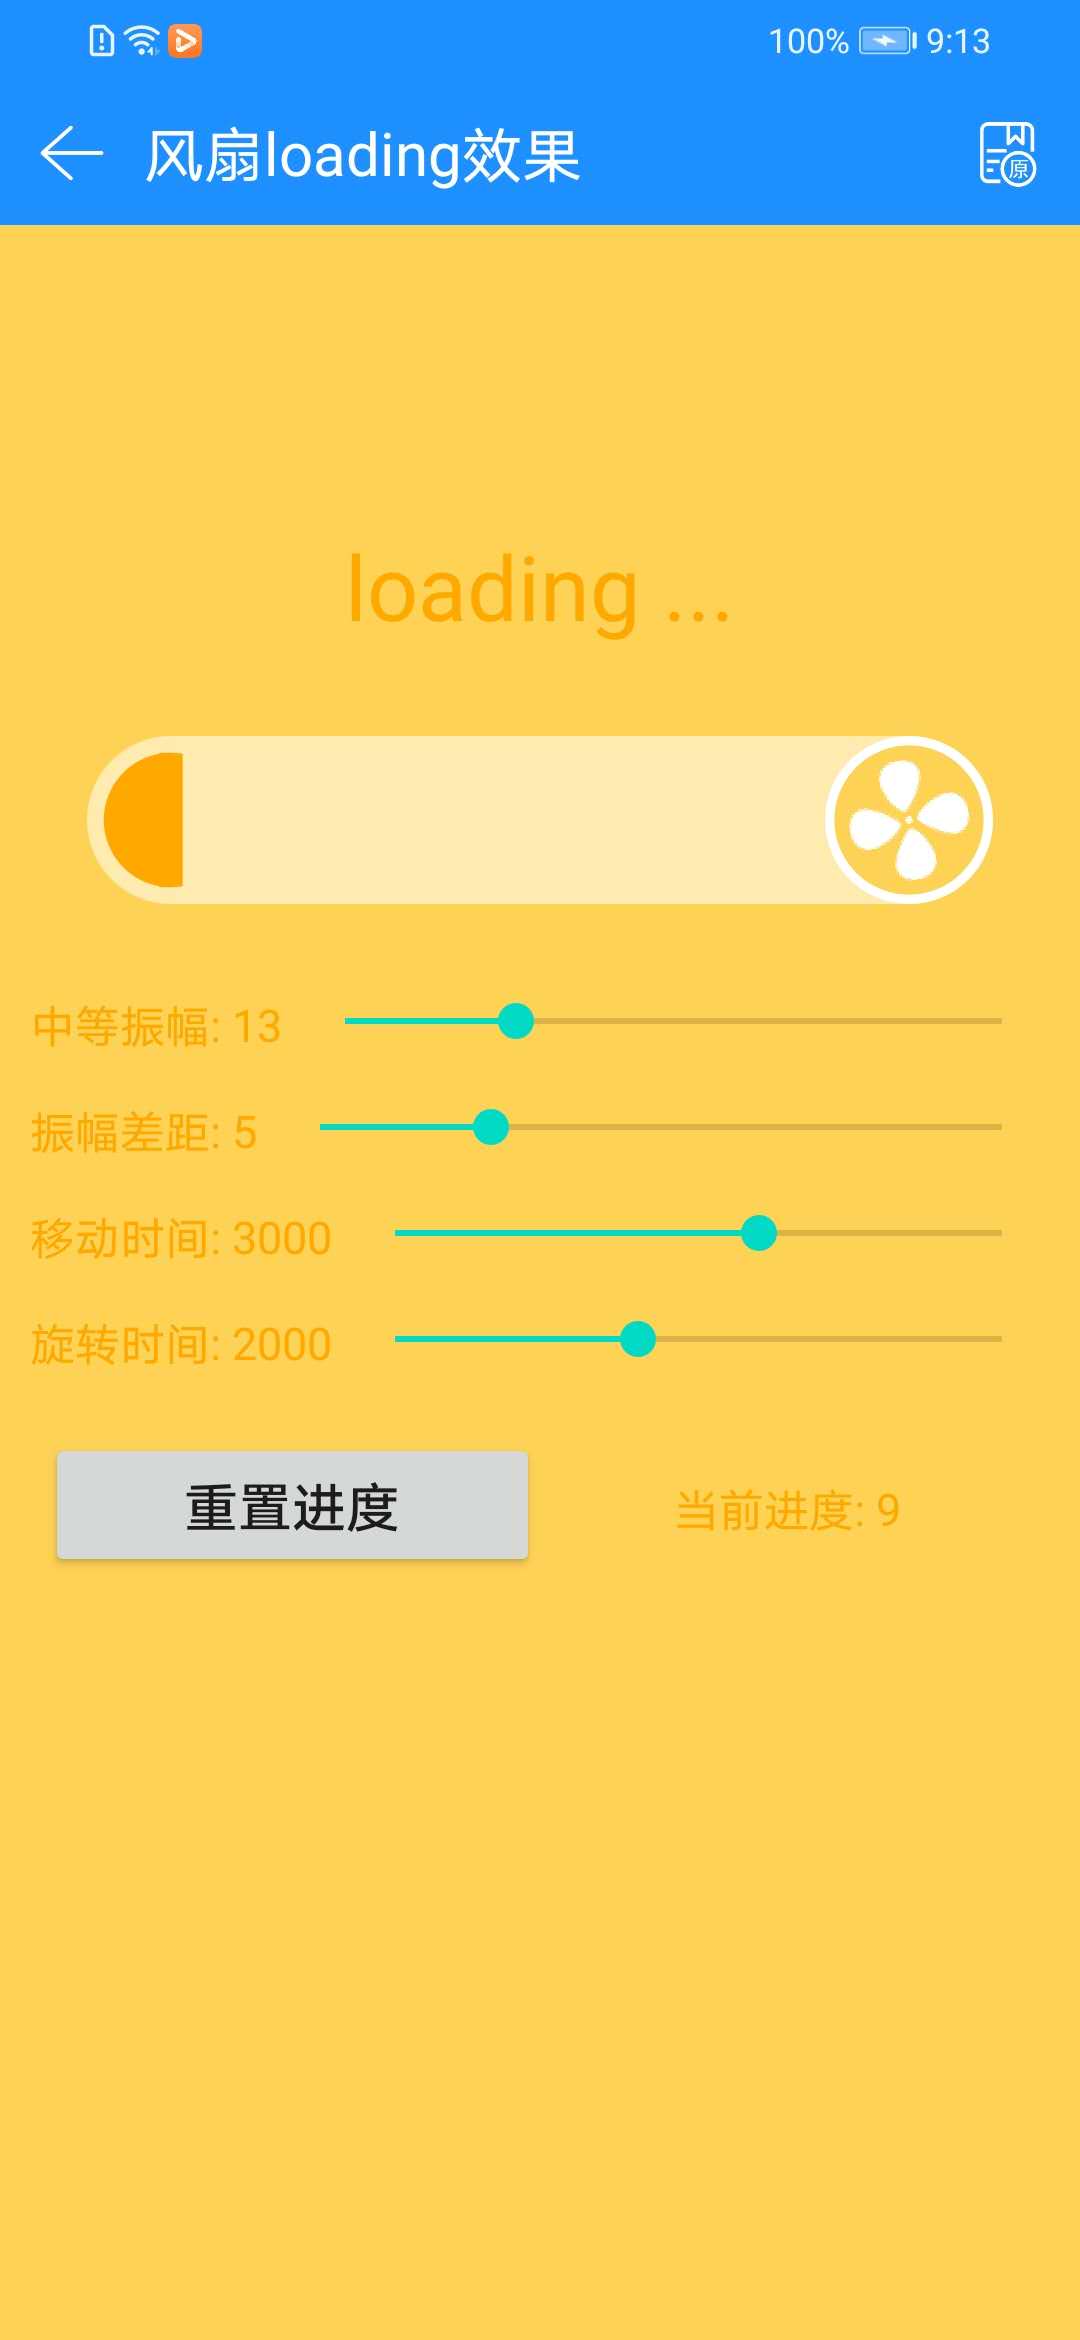 100% 9:13
风扇loading效果
原
loading ...
中等振幅: 13
振幅差距: 5
移动时间: 3000
旋转时间: 2000
重置进度
当前进度: 9